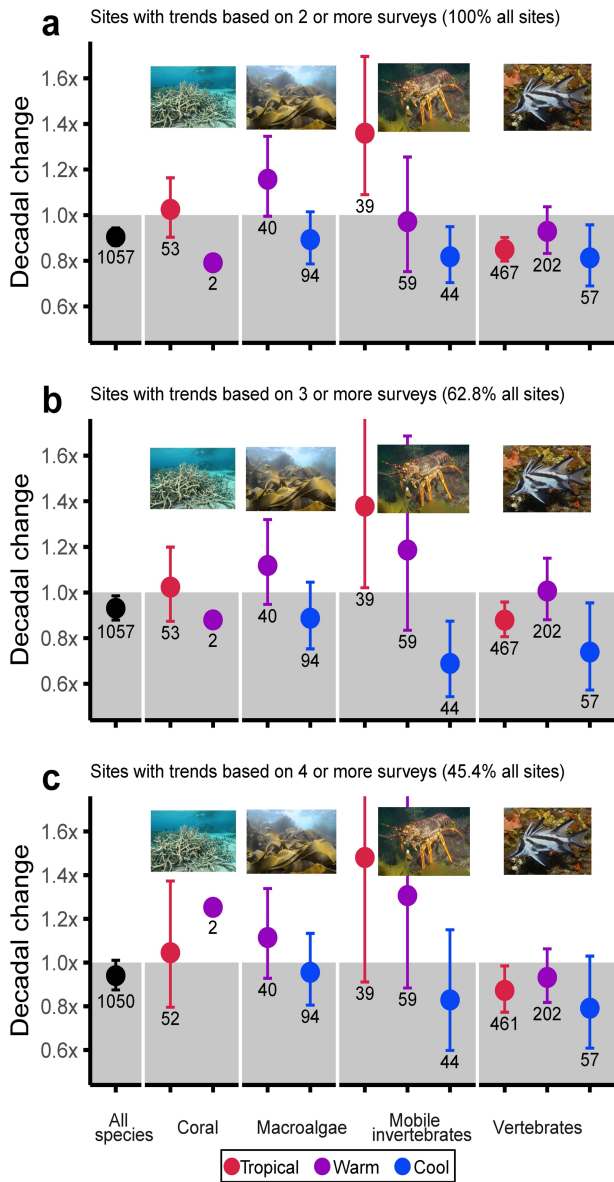 a Sites with trends based on 2 or more surveys (100% all sites)
Decadal change
1.6x
1.4x
1.2x
1.0x
0.8x
0.6x
1057 53 2 40 94 39 59 44 467 202 57
b Sites with trends based on 3 or more surveys (62.8% all sites)
Decadal change
1.6x
1.4x
1.2x
1.0x
0.8x
0.6x
1057 53 2 40 94 39 59 44 467 202 57
c Sites with trends based on 4 or more surveys (45.4% all sites)
Decadal change
1.6x
1.4x
1.2x
1.0x
0.8x
0.6x
1050 52 2 40 94 39 59 44 461 202 57
All species Coral Macroalgae Mobile invertebrates Vertebrates
Tropical Warm Cool